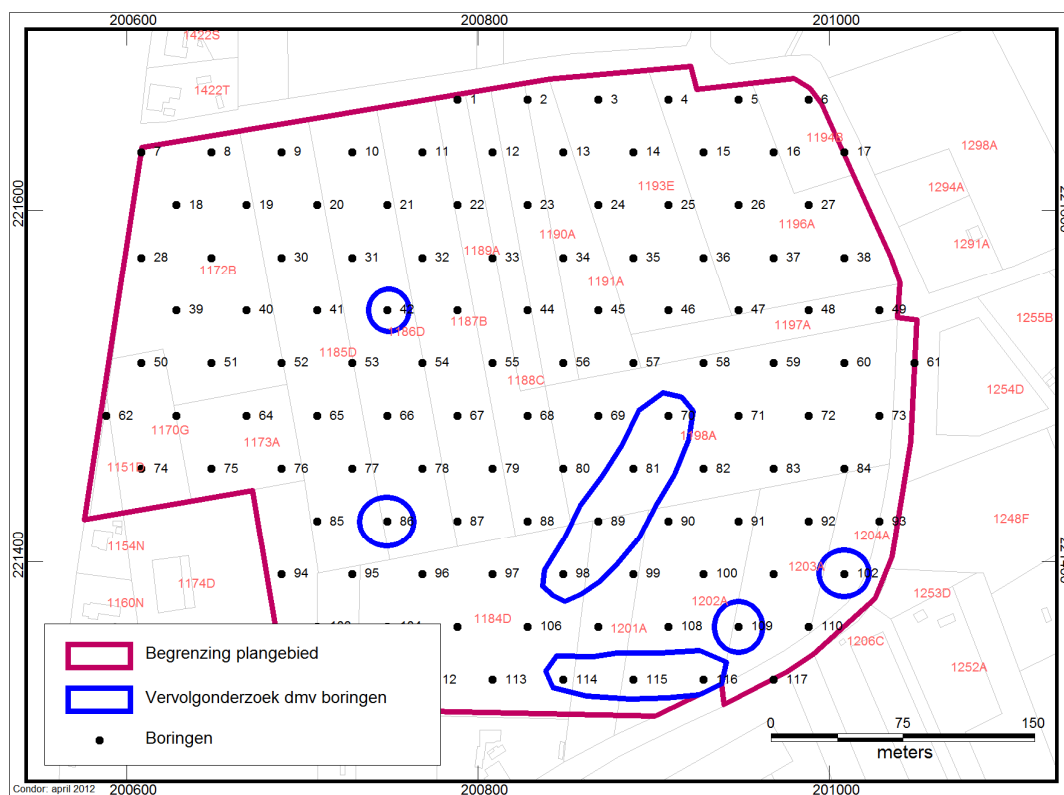 200600 200800 201000
1422S
1422T
1 2 3 4 5 6
1194B
1298A
7 8 9 10 11 12 13 14 15 16 17
1193E
1294A
221600
18 19 20 21 22 23 24 25 26 27
1196A
1190A
1189A
1291A
28 30 31 32 33 34 35 36 37 38
1172B
1191A
39 40 41 42 44 45 46 47 48 49
1187B
1186D
1197A
1255B
1185D
50 51 52 53 54 55 56 57 58 59 60 61
1188C
1254D
62 64 65 66 67 68 69 70 71 72 73
1170G
1173A
1198A
1151D
74 75 76 77 78 79 80 81 82 83 84
85 86 87 88 89 90 91 92 93
1248F
1204A
1154N
221400
94 95 96 97 98 99 100 102
1203A
1174D
1253D
1160N
1202A
1184D
1201A
106 108 109 110
1206C
1252A
12 113 114 115 116 117
Begrenzing plangebied
Vervolgonderzoek dmv boringen
Boringen
0 75 150
meters
Condor: april 2012
200600 200800 201000